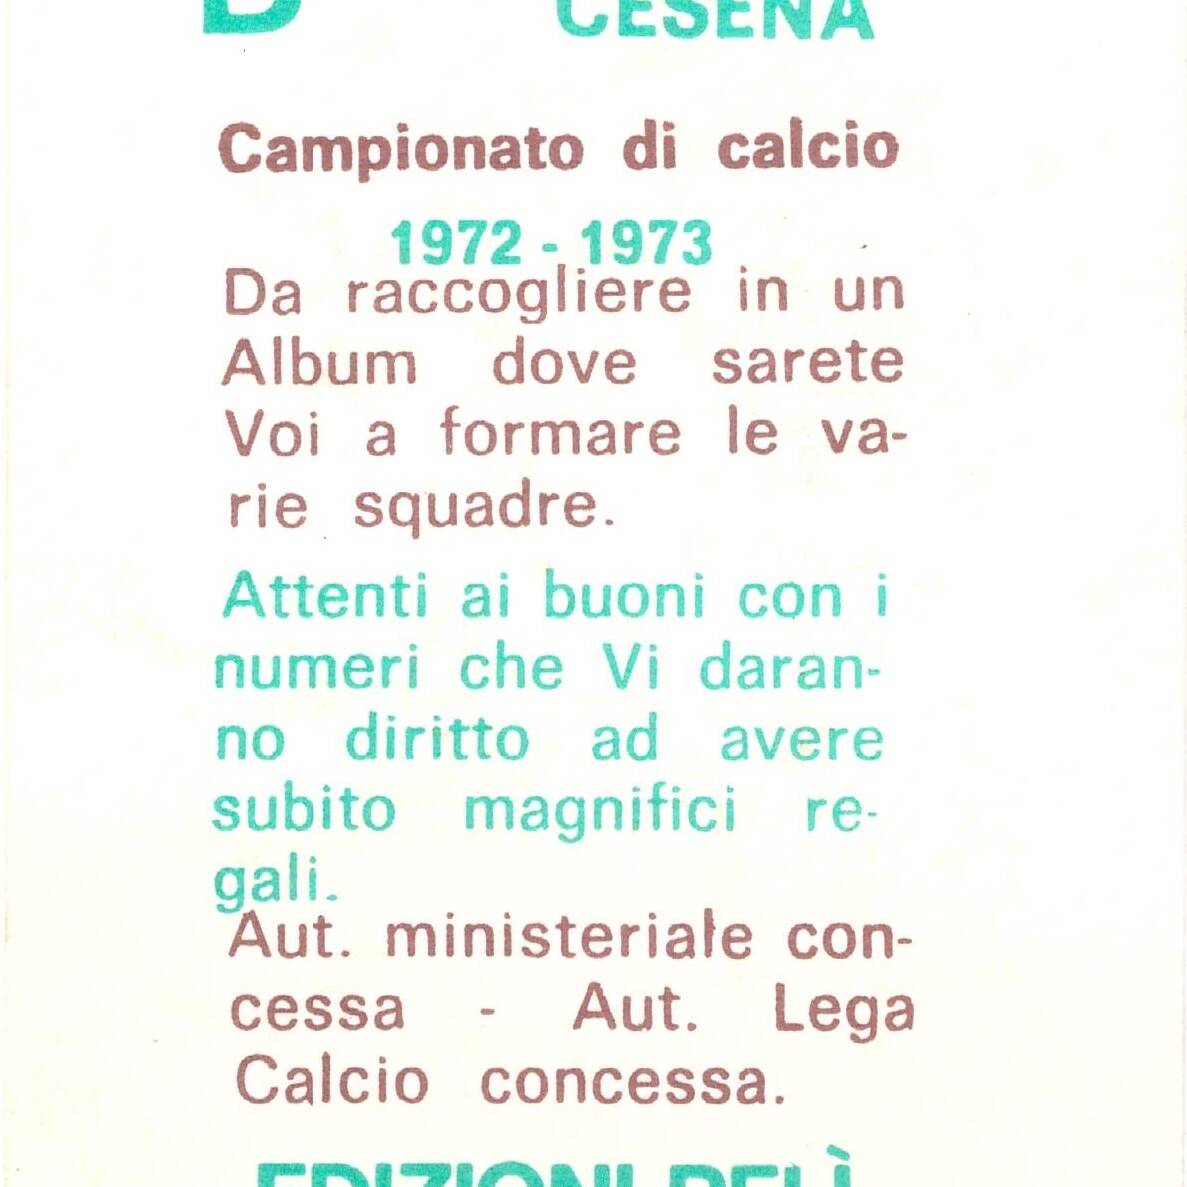 B CESENA
Campionato di calcio
1972 - 1973
Da raccogliere in un
Album dove sarete
Voi a formare le va-
rie squadre.
Attenti ai buoni con i
numeri che Vi daran-
no diritto ad avere
subito magnifici re-
gali.
Aut. ministeriale con-
cessa - Aut. Lega
Calcio concessa.
EDIZIONI RELÌ